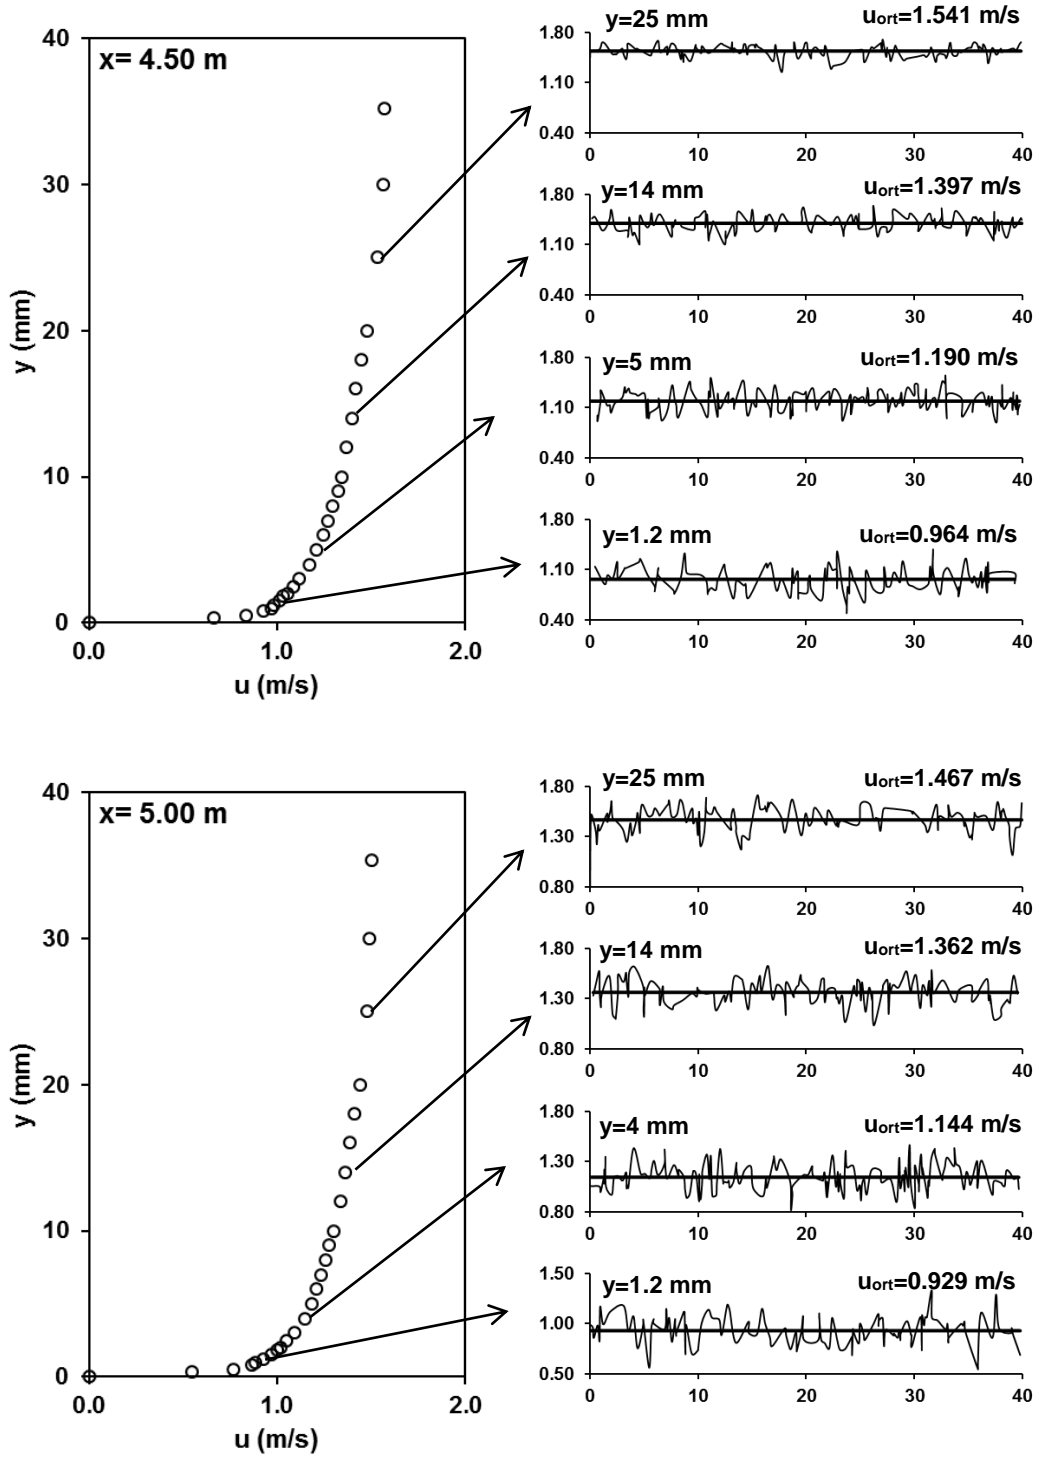 x= 4.50 m
40
30
20
10
0
y (mm)
0.0 1.0 2.0
u (m/s)
y=25 mm uort=1.541 m/s
1.80
1.10
0.40
0 10 20 30 40
y=14 mm uort=1.397 m/s
1.80
1.10
0.40
0 10 20 30 40
y=5 mm uort=1.190 m/s
1.80
1.10
0.40
0 10 20 30 40
y=1.2 mm uort=0.964 m/s
1.80
1.10
0.40
0 10 20 30 40
x= 5.00 m
40
30
20
10
0
y (mm)
0.0 1.0 2.0
u (m/s)
y=25 mm uort=1.467 m/s
1.80
1.30
0.80
0 10 20 30 40
y=14 mm uort=1.362 m/s
1.80
1.30
0.80
0 10 20 30 40
y=4 mm uort=1.144 m/s
1.80
1.30
0.80
0 10 20 30 40
y=1.2 mm uort=0.929 m/s
1.50
1.00
0.50
0 10 20 30 40